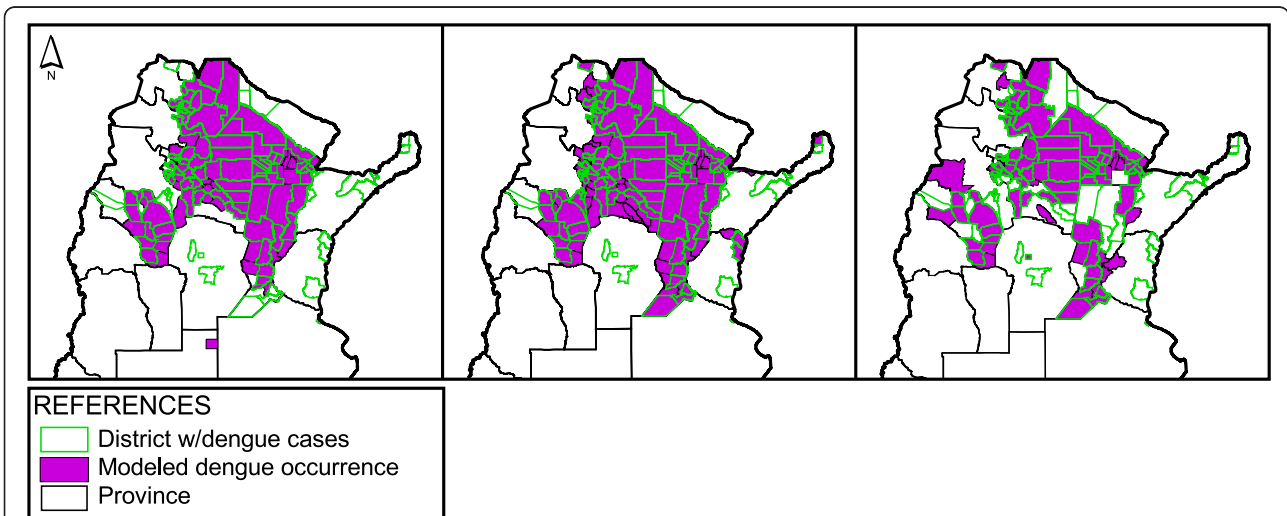 N
REFERENCES
District w/dengue cases
Modeled dengue occurrence
Province